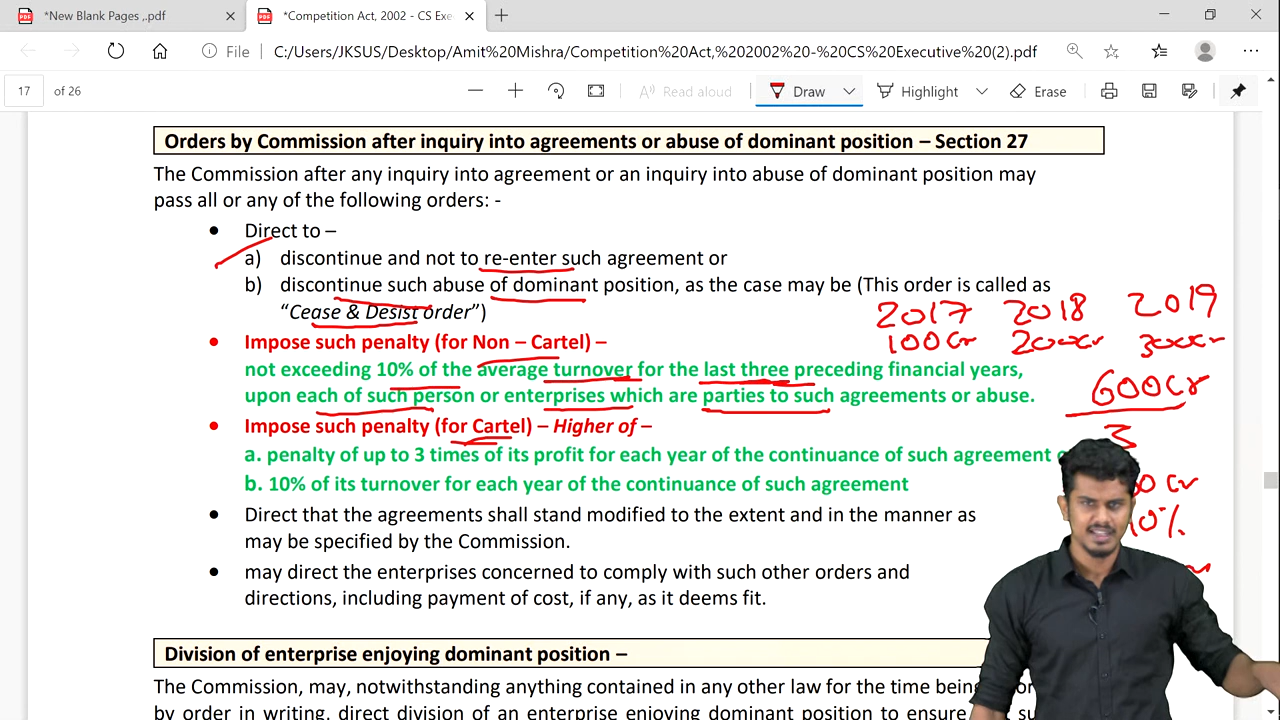 *New Blank Pages ,.pdf
*Competition Act, 2002 - CS Exe
File
C:/Users/JKSUS/Desktop/Amit%20Mishra/Competition%20Act,%202002%20-%20CS%20Executive%20(2).pdf
17 of 26
Read aloud
Draw
Highlight
Erase
Orders by Commission after inquiry into agreements or abuse of dominant position – Section 27
The Commission after any inquiry into agreement or an inquiry into abuse of dominant position may
pass all or any of the following orders: -
• Direct to –
a) discontinue and not to re-enter such agreement or
b) discontinue such abuse of dominant position, as the case may be (This order is called as
“Cease & Desist order”)
2017 2018 2019
100Cr 200Cr 300Cr
• Impose such penalty (for Non – Cartel) –
not exceeding 10% of the average turnover for the last three preceding financial years,
upon each of such person or enterprises which are parties to such agreements or abuse.
600Cr
3
• Impose such penalty (for Cartel) – Higher of –
a. penalty of up to 3 times of its profit for each year of the continuance of such agreement
b. 10% of its turnover for each year of the continuance of such agreement
0 Cr
10%
• Direct that the agreements shall stand modified to the extent and in the manner as
may be specified by the Commission.
• may direct the enterprises concerned to comply with such other orders and
directions, including payment of cost, if any, as it deems fit.
Division of enterprise enjoying dominant position –
The Commission, may, notwithstanding anything contained in any other law for the time being
by order in writing, direct division of an enterprise enjoying dominant position to ensure